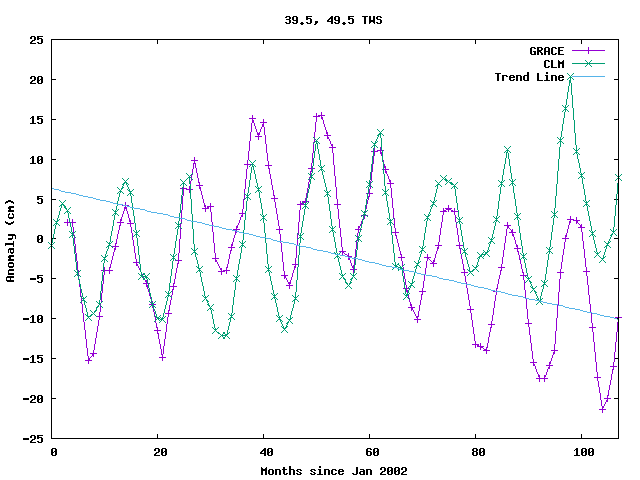 39.5, 49.5 TWS
GRACE
CLM
Trend Line
25
20
15
10
5
0
-5
-10
-15
-20
-25
Anomaly (cm)
0 20 40 60 80 100
Months since Jan 2002